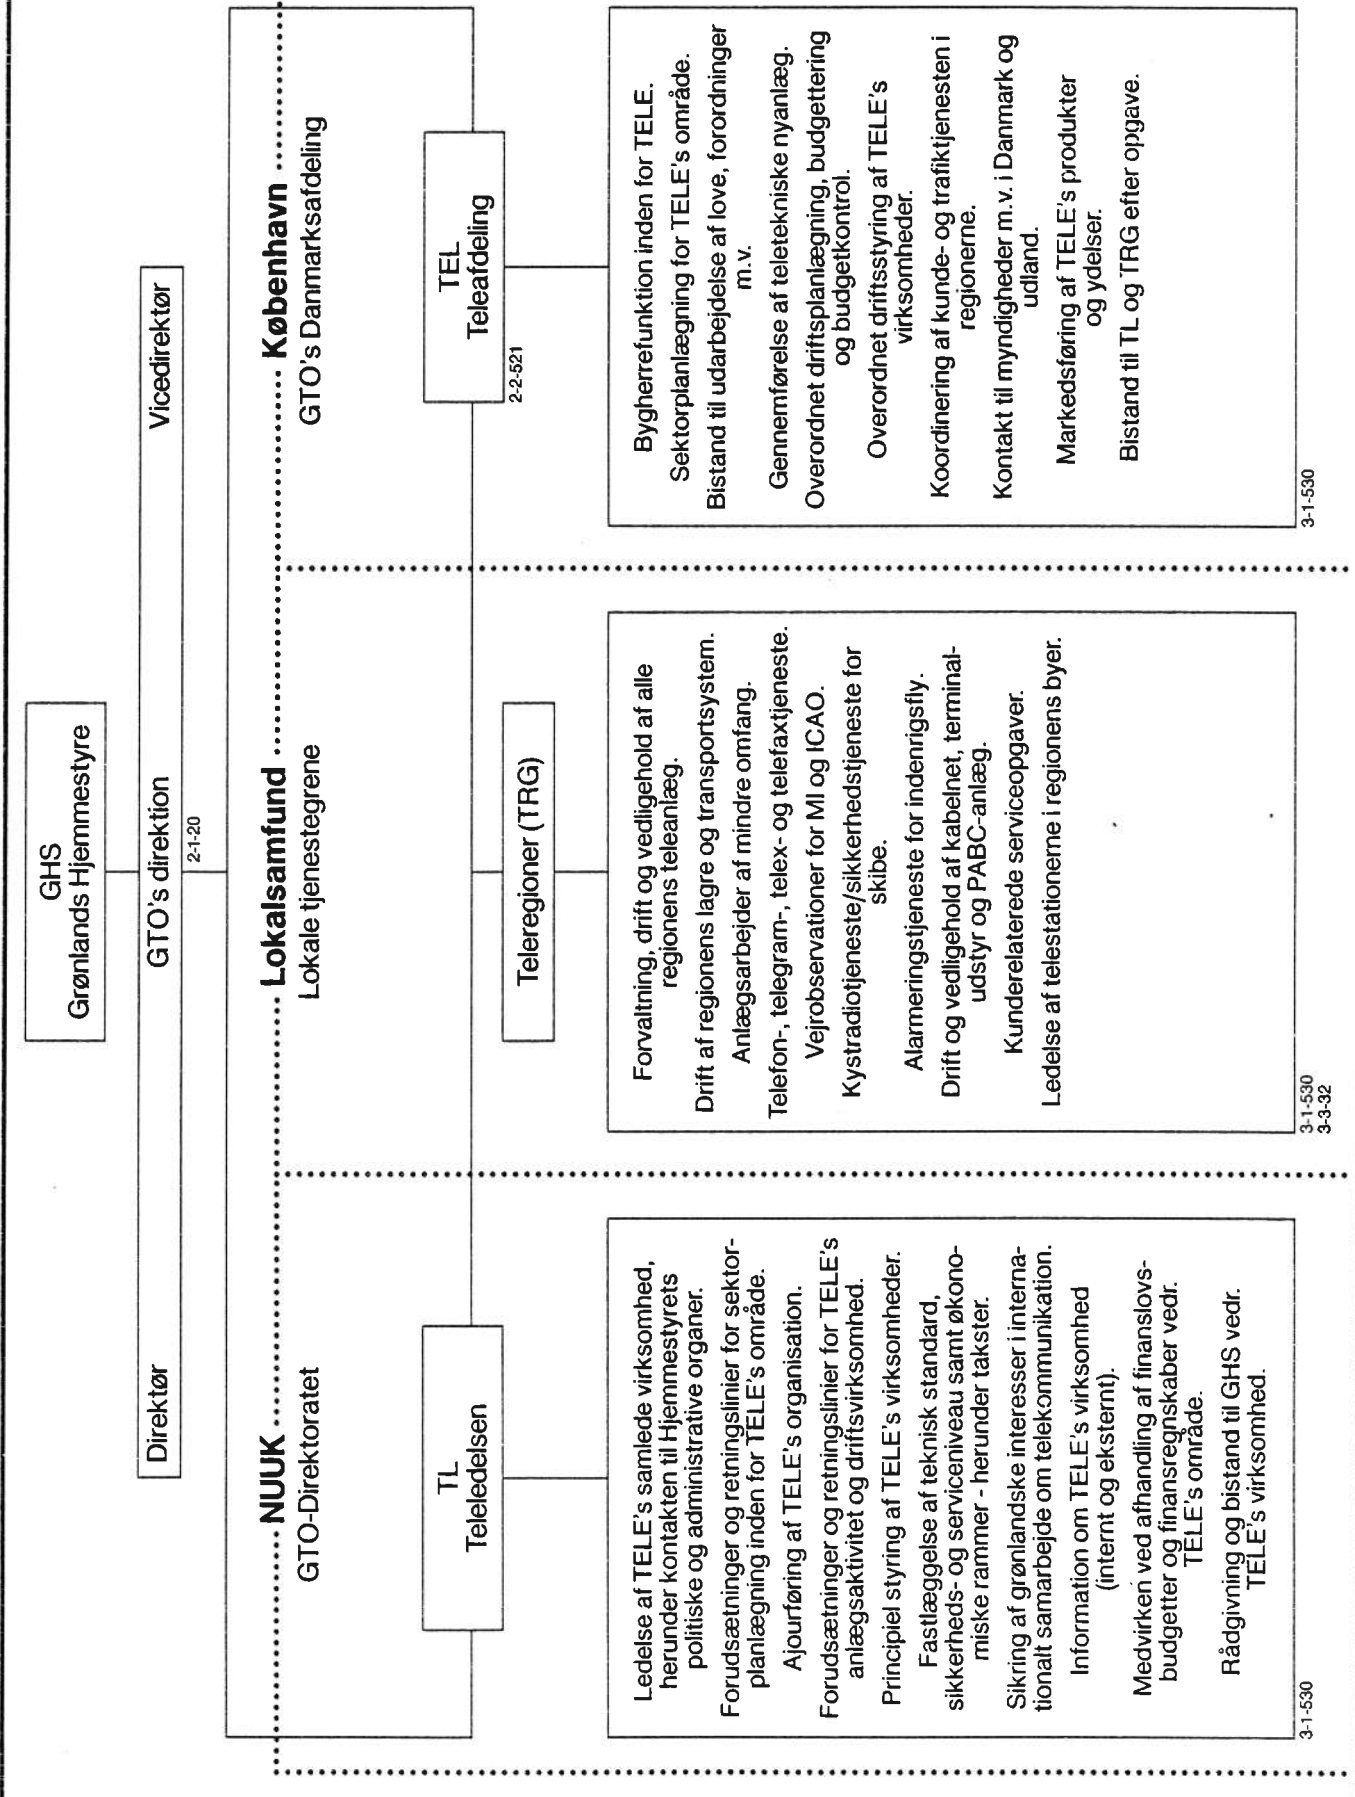 GHS
Grønlands Hjemmestyre
Direktør
GTO's direktion
Vicedirektør
2-1-20
NUUK
GTO-Direktoratet
Lokalsamfund
Lokale tjenestegrene
København
GTO's Danmarksafdeling
TL
Teleledelsen
Teleregioner (TRG)
TEL
Teleafdeling
2-2-521
Ledelse af TELE's samlede virksomhed,
herunder kontakten til Hjemmestyrets
politiske og administrative organer.
Forudsætninger og retningslinier for sektor-
planlægning inden for TELE's område.
Ajourføring af TELE's organisation.
Forudsætninger og retningslinier for TELE's
anlægsaktivitet og driftsvirksomhed.
Principiel styring af TELE's virksomheder.
Fastlæggelse af teknisk standard,
sikkerheds- og serviceniveau samt økono-
miske rammer - herunder takster.
Sikring af grønlandske interesser i interna-
tionalt samarbejde om telekommunikation.
Information om TELE's virksomhed
(internt og eksternt).
Medvirken ved afhandling af finanslovs-
budgetter og finansregnskaber vedr.
TELE's område.
Rådgivning og bistand til GHS vedr.
TELE's virksomhed.
3-1-530
Forvaltning, drift og vedligehold af alle
regionens teleanlæg.
Drift af regionens lagre og transportsystem.
Anlægsarbejder af mindre omfang.
Telefon-, telegram-, telex- og telefaxtjeneste.
Vejrobservationer for MI og ICAO.
Kystradiotjeneste/sikkerhedstjeneste for
skibe.
Alarmeringstjeneste for indenrigsfly.
Drift og vedligehold af kabelnet, terminal-
udstyr og PABC-anlæg.
Kunderelaterede serviceopgaver.
Ledelse af telestationerne i regionens byer.
3-1-530
3-3-32
Bygherrefunktion inden for TELE.
Sektorplanlægning for TELE's område.
Bistand til udarbejdelse af love, forordninger
m.v.
Gennemførelse af teletekniske nyanlæg.
Overordnet driftsplanlægning, budgettering
og budgetkontrol.
Overordnet driftsstyring af TELE's
virksomheder.
Koordinering af kunde- og trafiktjenesten i
regionerne.
Kontakt til myndigheder m.v. i Danmark og
udland.
Markedsføring af TELE's produkter
og ydelser.
Bistand til TL og TRG efter opgave.
3-1-530